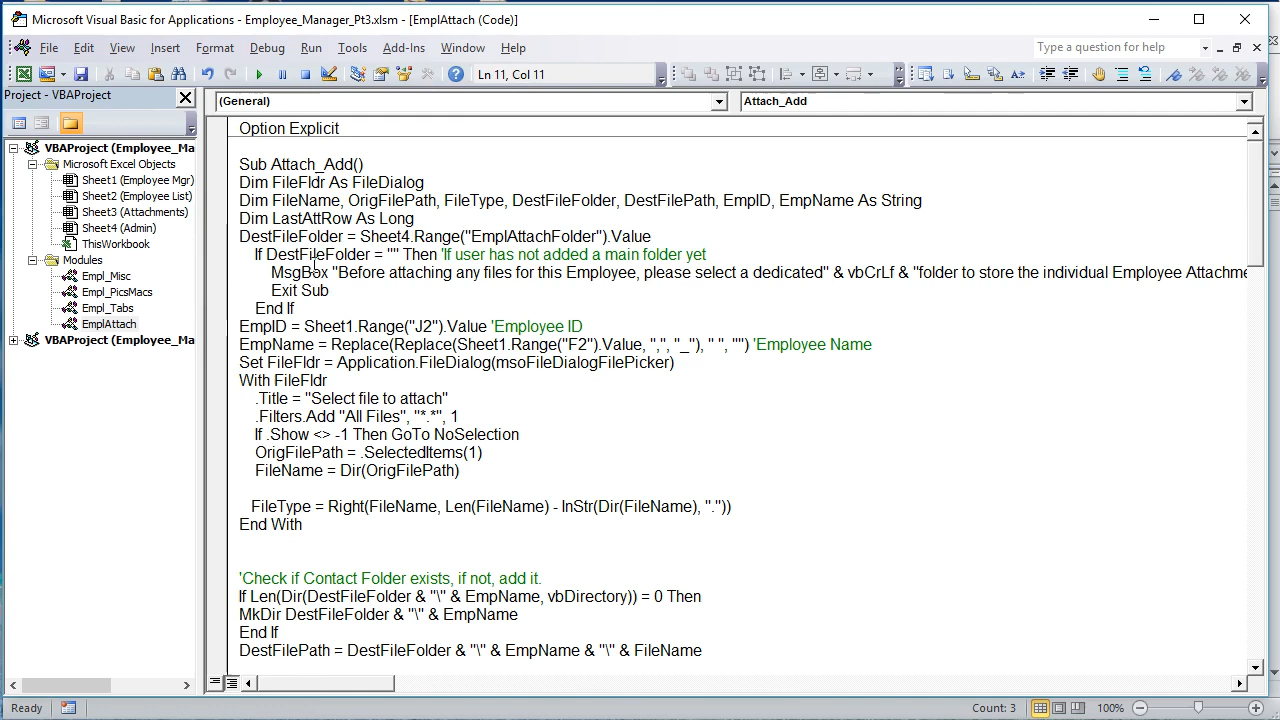 Microsoft Visual Basic for Applications - Employee_Manager_Pt3.xlsm - [EmplAttach (Code)]
File Edit View Insert Format Debug Run Tools Add-Ins Window Help
Type a question for help
Ln 11, Col 11
Project - VBAProject
(General)
Attach_Add
VBAProject (Employee_Ma
Microsoft Excel Objects
Sheet1 (Employee Mgr)
Sheet2 (Employee List)
Sheet3 (Attachments)
Sheet4 (Admin)
ThisWorkbook
Modules
Empl_Misc
Empl_PicsMacs
Empl_Tabs
EmplAttach
VBAProject (Employee_Ma
Option Explicit
Sub Attach_Add()
Dim FileFldr As FileDialog
Dim FileName, OrigFilePath, FileType, DestFileFolder, DestFilePath, EmpID, EmpName As String
Dim LastAttRow As Long
DestFileFolder = Sheet4.Range("EmplAttachFolder").Value
If DestFileFolder = "" Then 'If user has not added a main folder yet
MsgBox "Before attaching any files for this Employee, please select a dedicated" & vbCrLf & "folder to store the individual Employee Attachme
Exit Sub
End If
EmpID = Sheet1.Range("J2").Value 'Employee ID
EmpName = Replace(Replace(Sheet1.Range("F2").Value, ",", "_"), " ", "") 'Employee Name
Set FileFldr = Application.FileDialog(msoFileDialogFilePicker)
With FileFldr
.Title = "Select file to attach"
.Filters.Add "All Files", "*.*", 1
If .Show <> -1 Then GoTo NoSelection
OrigFilePath = .SelectedItems(1)
FileName = Dir(OrigFilePath)
FileType = Right(FileName, Len(FileName) - InStr(Dir(FileName), "."))
End With
'Check if Contact Folder exists, if not, add it.
If Len(Dir(DestFileFolder & "\" & EmpName, vbDirectory)) = 0 Then
MkDir DestFileFolder & "\" & EmpName
End If
DestFilePath = DestFileFolder & "\" & EmpName & "\" & FileName
Ready
Count: 3
100%